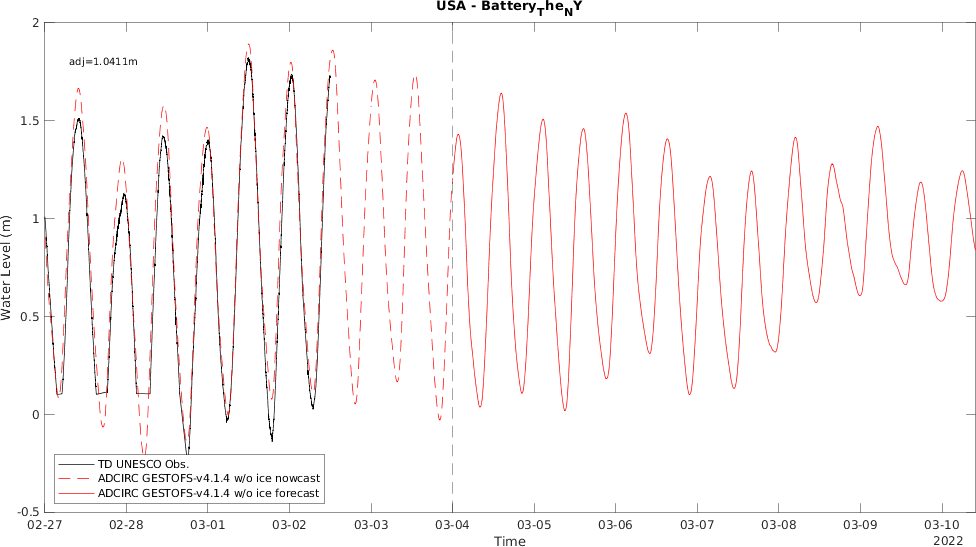 USA - Battery_The_NY
2
adj=1.0411m
1.5
1
0.5
0
-0.5
Water Level (m)
TD UNESCO Obs.
ADCIRC GESTOFS-v4.1.4 w/o ice nowcast
ADCIRC GESTOFS-v4.1.4 w/o ice forecast
02-27 02-28 03-01 03-02 03-03 03-04 03-05 03-06 03-07 03-08 03-09 03-10
Time 2022